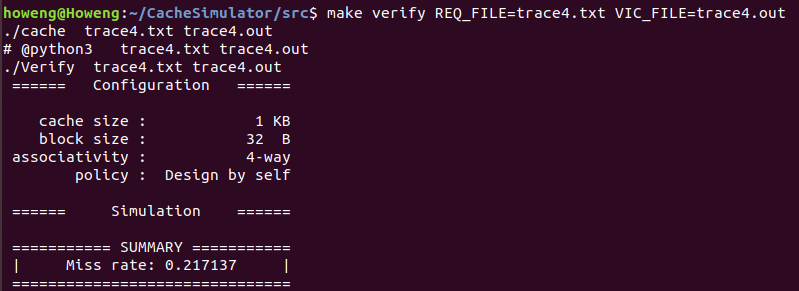 howeng@Howeng:~/CacheSimulator/src$ make verify REQ_FILE=trace4.txt VIC_FILE=trace4.out
./cache  trace4.txt trace4.out
# @python3   trace4.txt trace4.out
./Verify  trace4.txt trace4.out
 ======   Configuration   ======
   cache size :            1 KB
   block size :           32  B
associativity :           4-way
       policy :  Design by self
 ======     Simulation    ======
 =========== SUMMARY ===========
 |     Miss rate: 0.217137     |
 ===============================